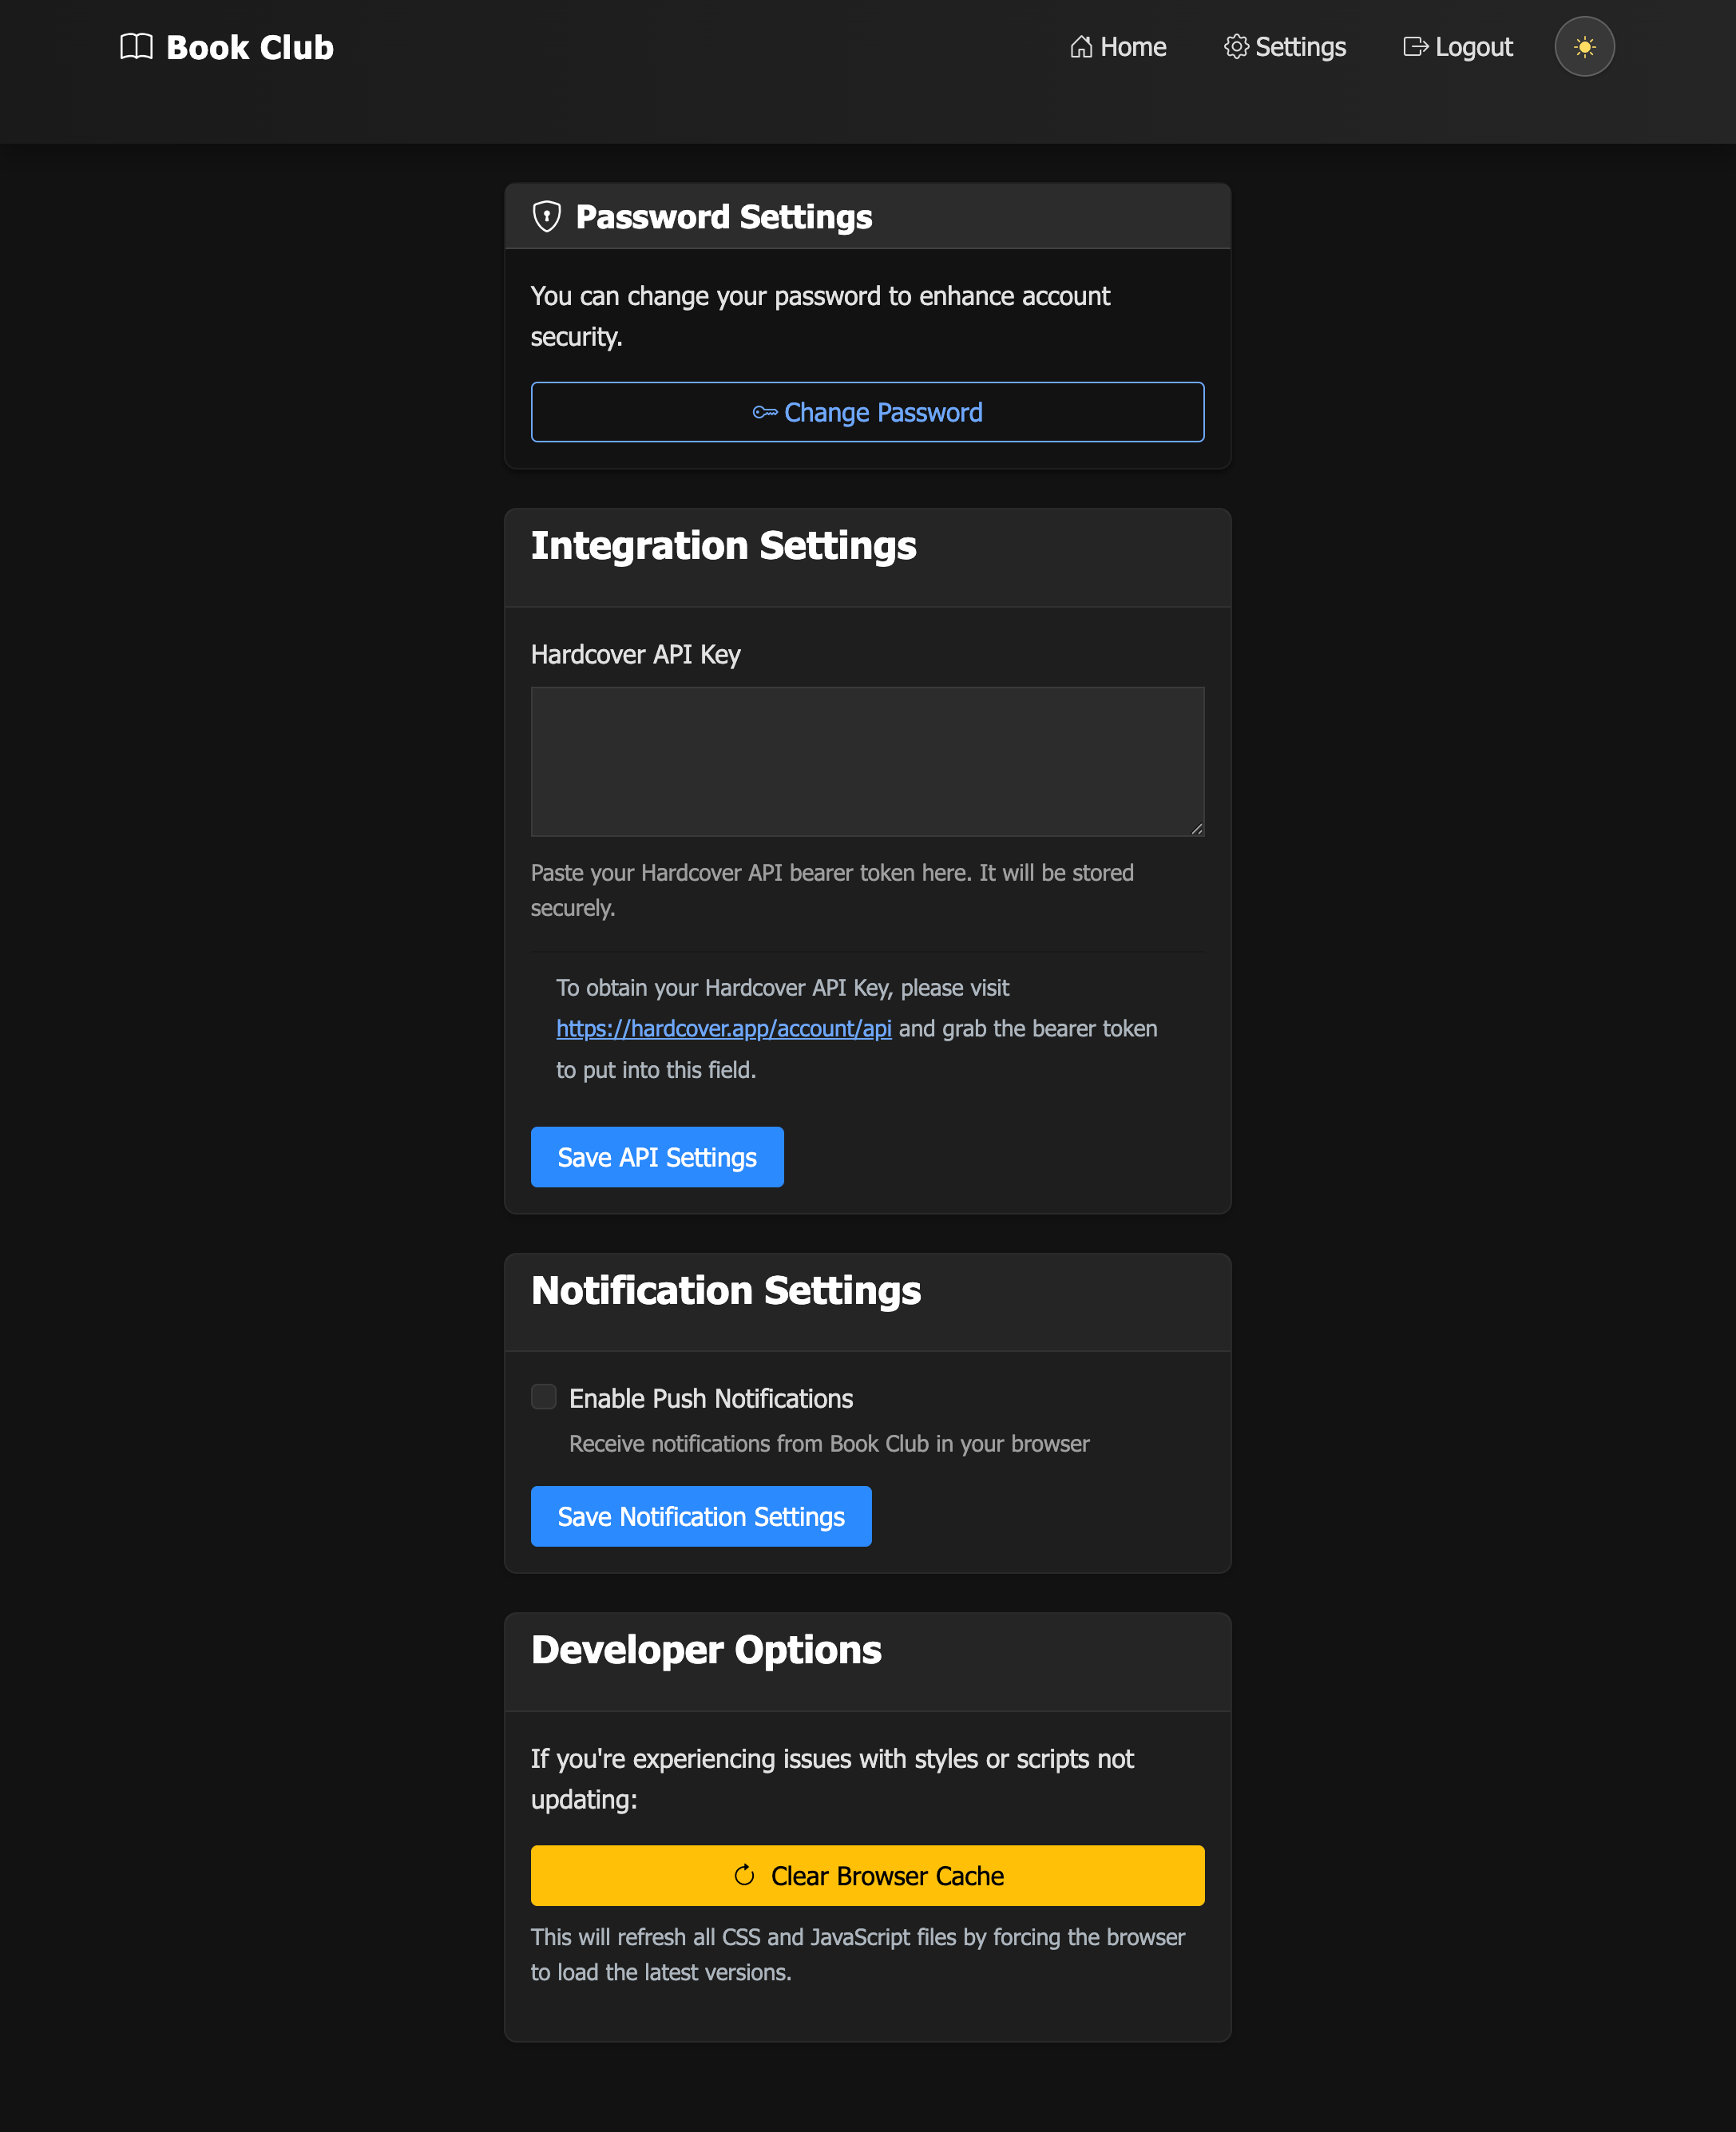 Book Club
Home
Settings
Logout
Password Settings
You can change your password to enhance account
security.
Change Password
Integration Settings
Hardcover API Key
Paste your Hardcover API bearer token here. It will be stored
securely.
To obtain your Hardcover API Key, please visit
https://hardcover.app/account/api and grab the bearer token
to put into this field.
Save API Settings
Notification Settings
Enable Push Notifications
Receive notifications from Book Club in your browser
Save Notification Settings
Developer Options
If you're experiencing issues with styles or scripts not
updating:
Clear Browser Cache
This will refresh all CSS and JavaScript files by forcing the browser
to load the latest versions.